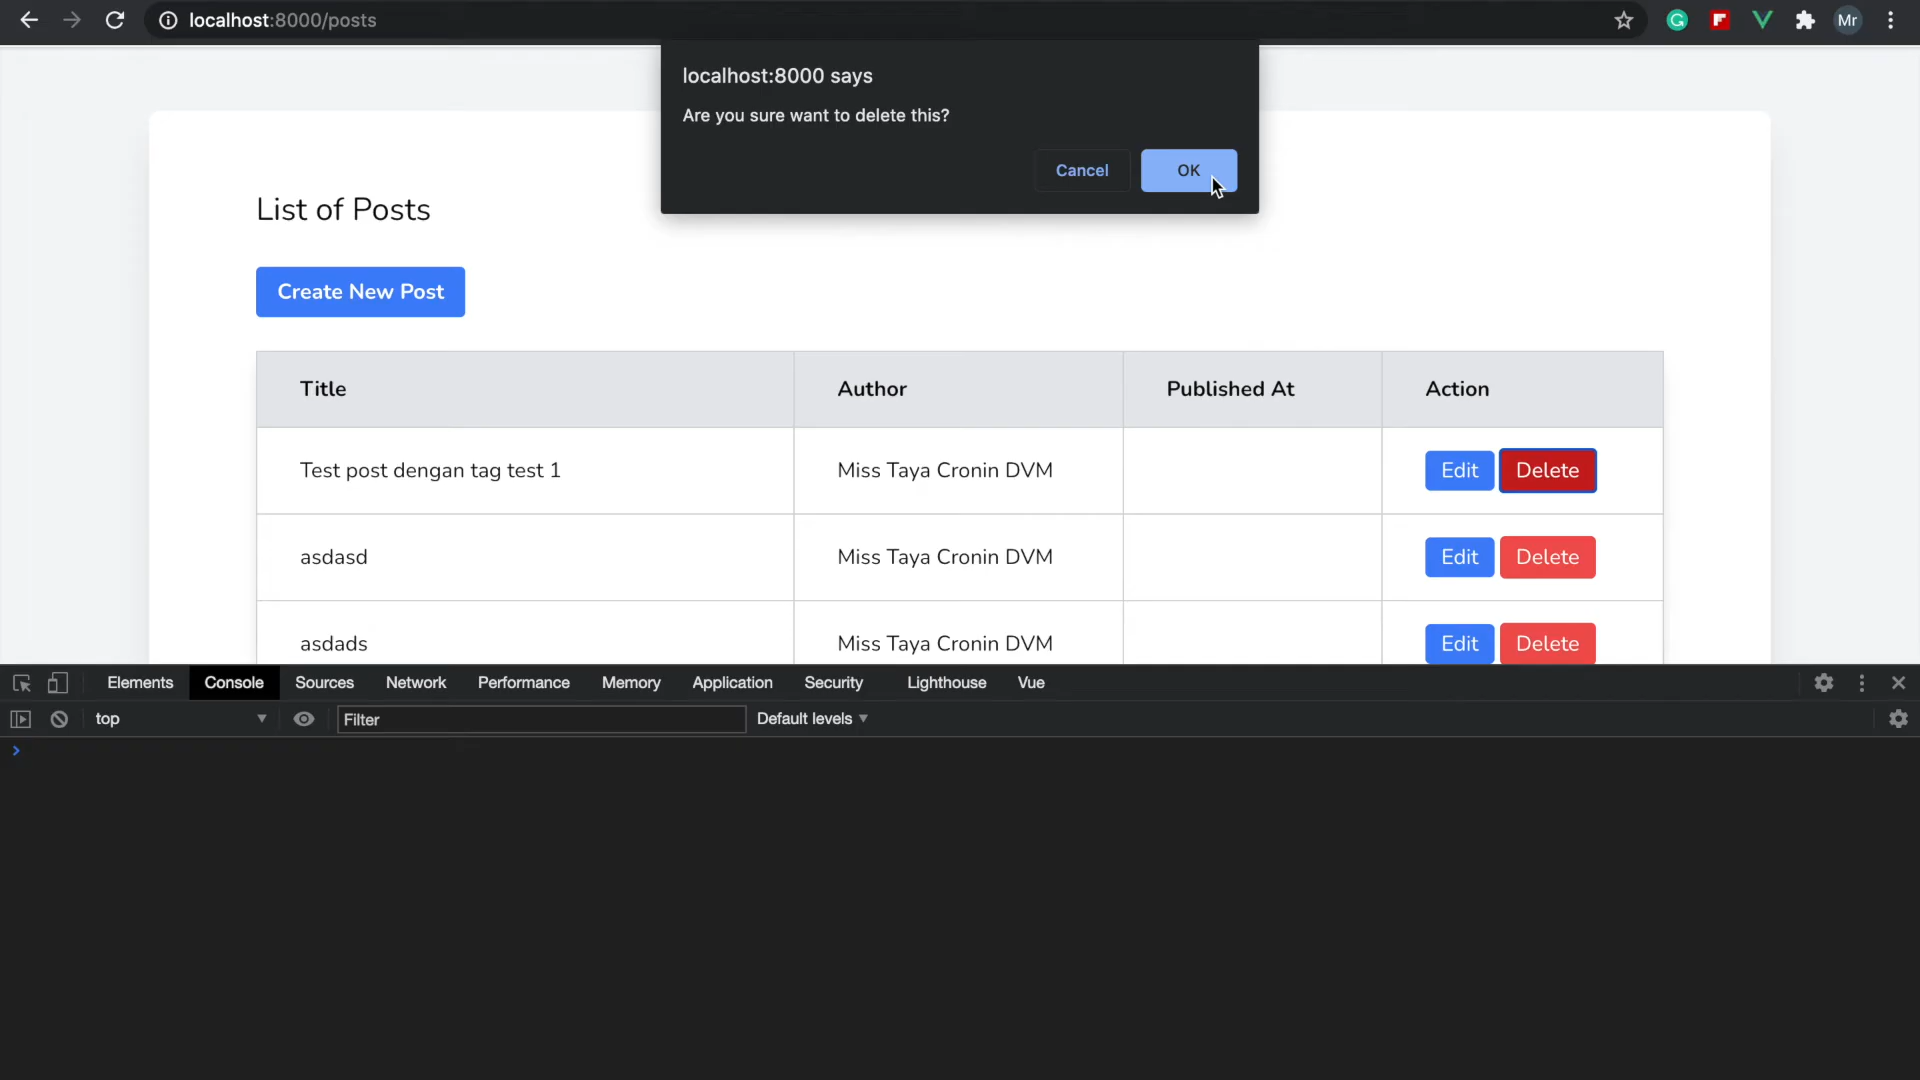 localhost:8000/posts
Mr
localhost:8000 says
Are you sure want to delete this?
Cancel
OK
List of Posts
Create New Post
Title Author Published At Action
Test post dengan tag test 1 Miss Taya Cronin DVM Edit Delete
asdasd Miss Taya Cronin DVM Edit Delete
asdads Miss Taya Cronin DVM Edit Delete
Elements Console Sources Network Performance Memory Application Security Lighthouse Vue
top Filter Default levels